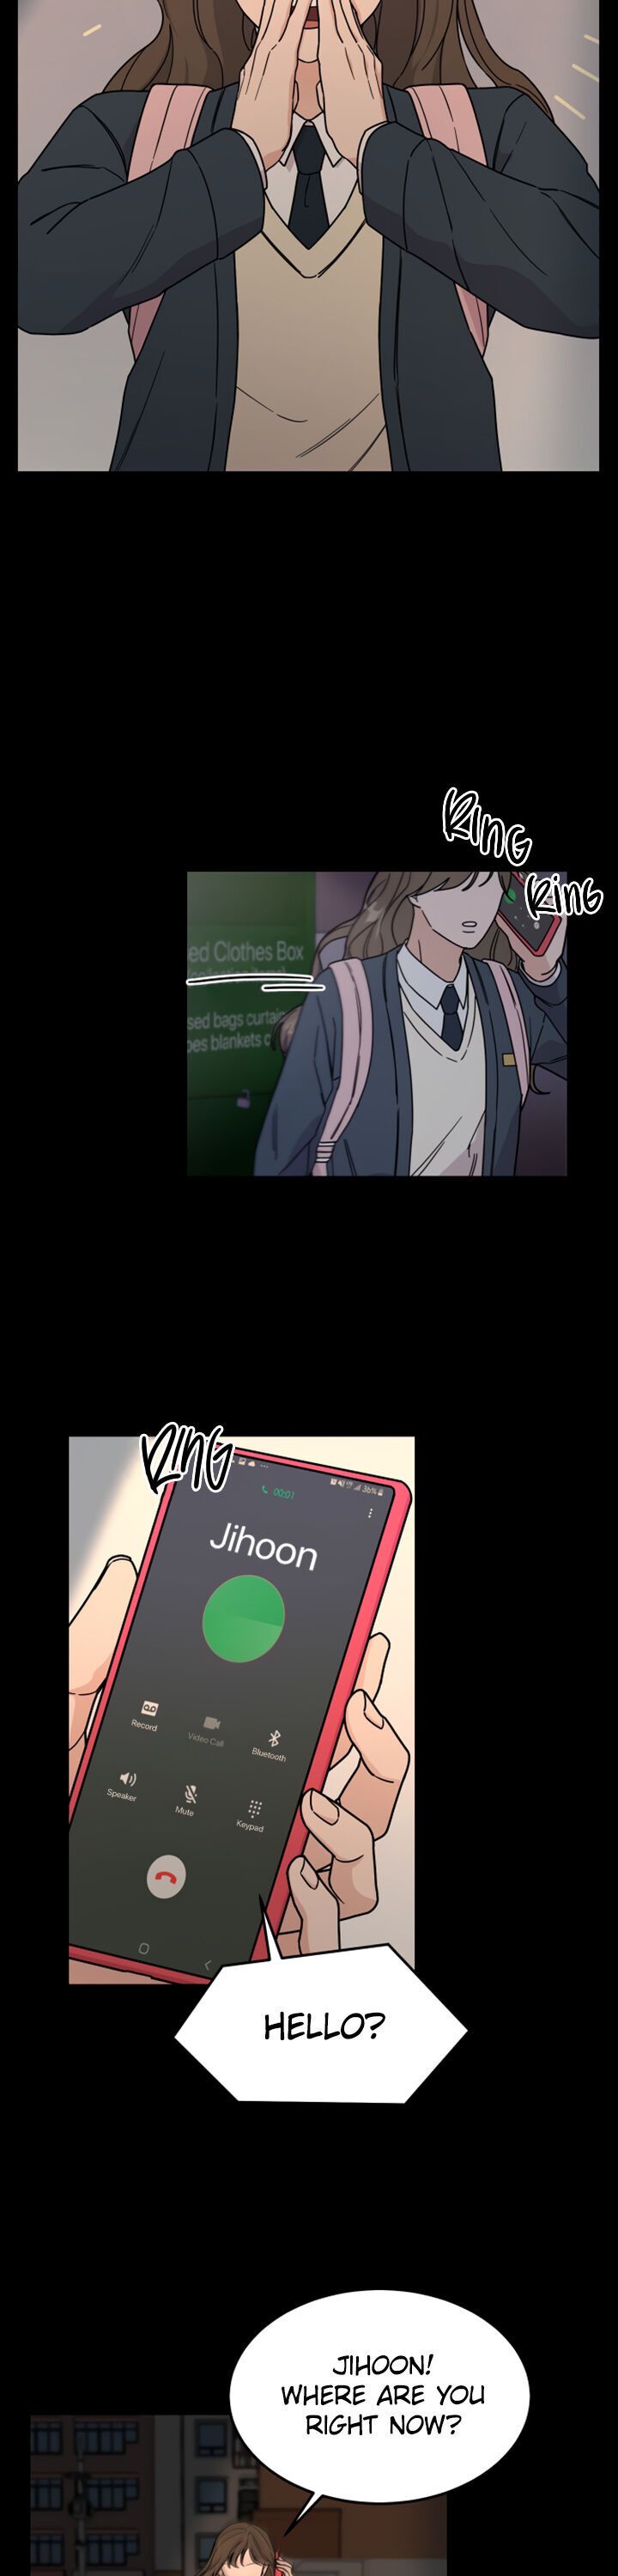 RING
RING
ed Clothes Box
sed bags curtain
oes blankets c
RING
00:01
36%
Jihoon
Record
Video Call
Bluetooth
Speaker
Mute
Keypad
HELLO?
JIHOON!
WHERE ARE YOU
RIGHT NOW?